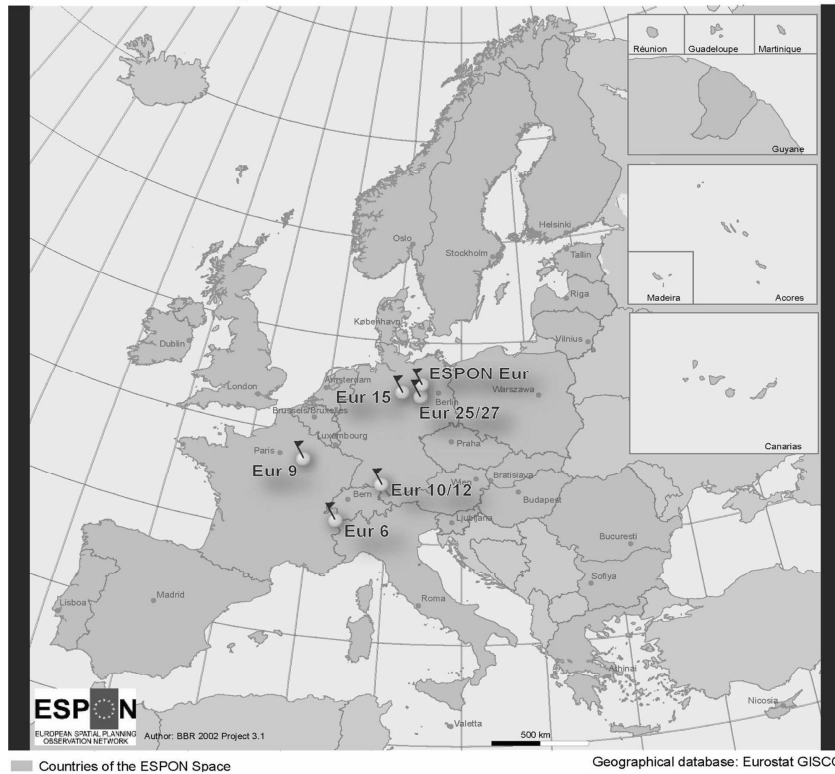 Réunion
Guadeloupe
Martinique
Guyane
Madeira
Acores
Canarias
Helsinki
Oslo
Tallin
Stockholm
Riga
København
Vilnius
Dublin
ESPON Eur
Amsterdam
Eur 15
Warszawa
London
Berlin
Eur 25/27
Brussels/Bruxelles
Luxembourg
Praha
Paris
Eur 9
Bratislava
Wien
Eur 10/12
Bern
Budapest
Ljubljana
Eur 6
Bucuresti
Sofiya
Madrid
Roma
Lisboa
Athinai
Nicosia
Valetta
ESPON
EUROPEAN SPATIAL PLANNING
OBSERVATION NETWORK
Author: BBR 2002 Project 3.1
500 km
Countries of the ESPON Space
Geographical database: Eurostat GISCO